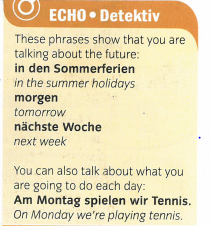 ECHO • Detektiv
These phrases show that you are
talking about the future:
in den Sommerferien
in the summer holidays
morgen
tomorrow
nächste Woche
next week
You can also talk about what you
are going to do each day:
Am Montag spielen wir Tennis.
On Monday we're playing tennis.